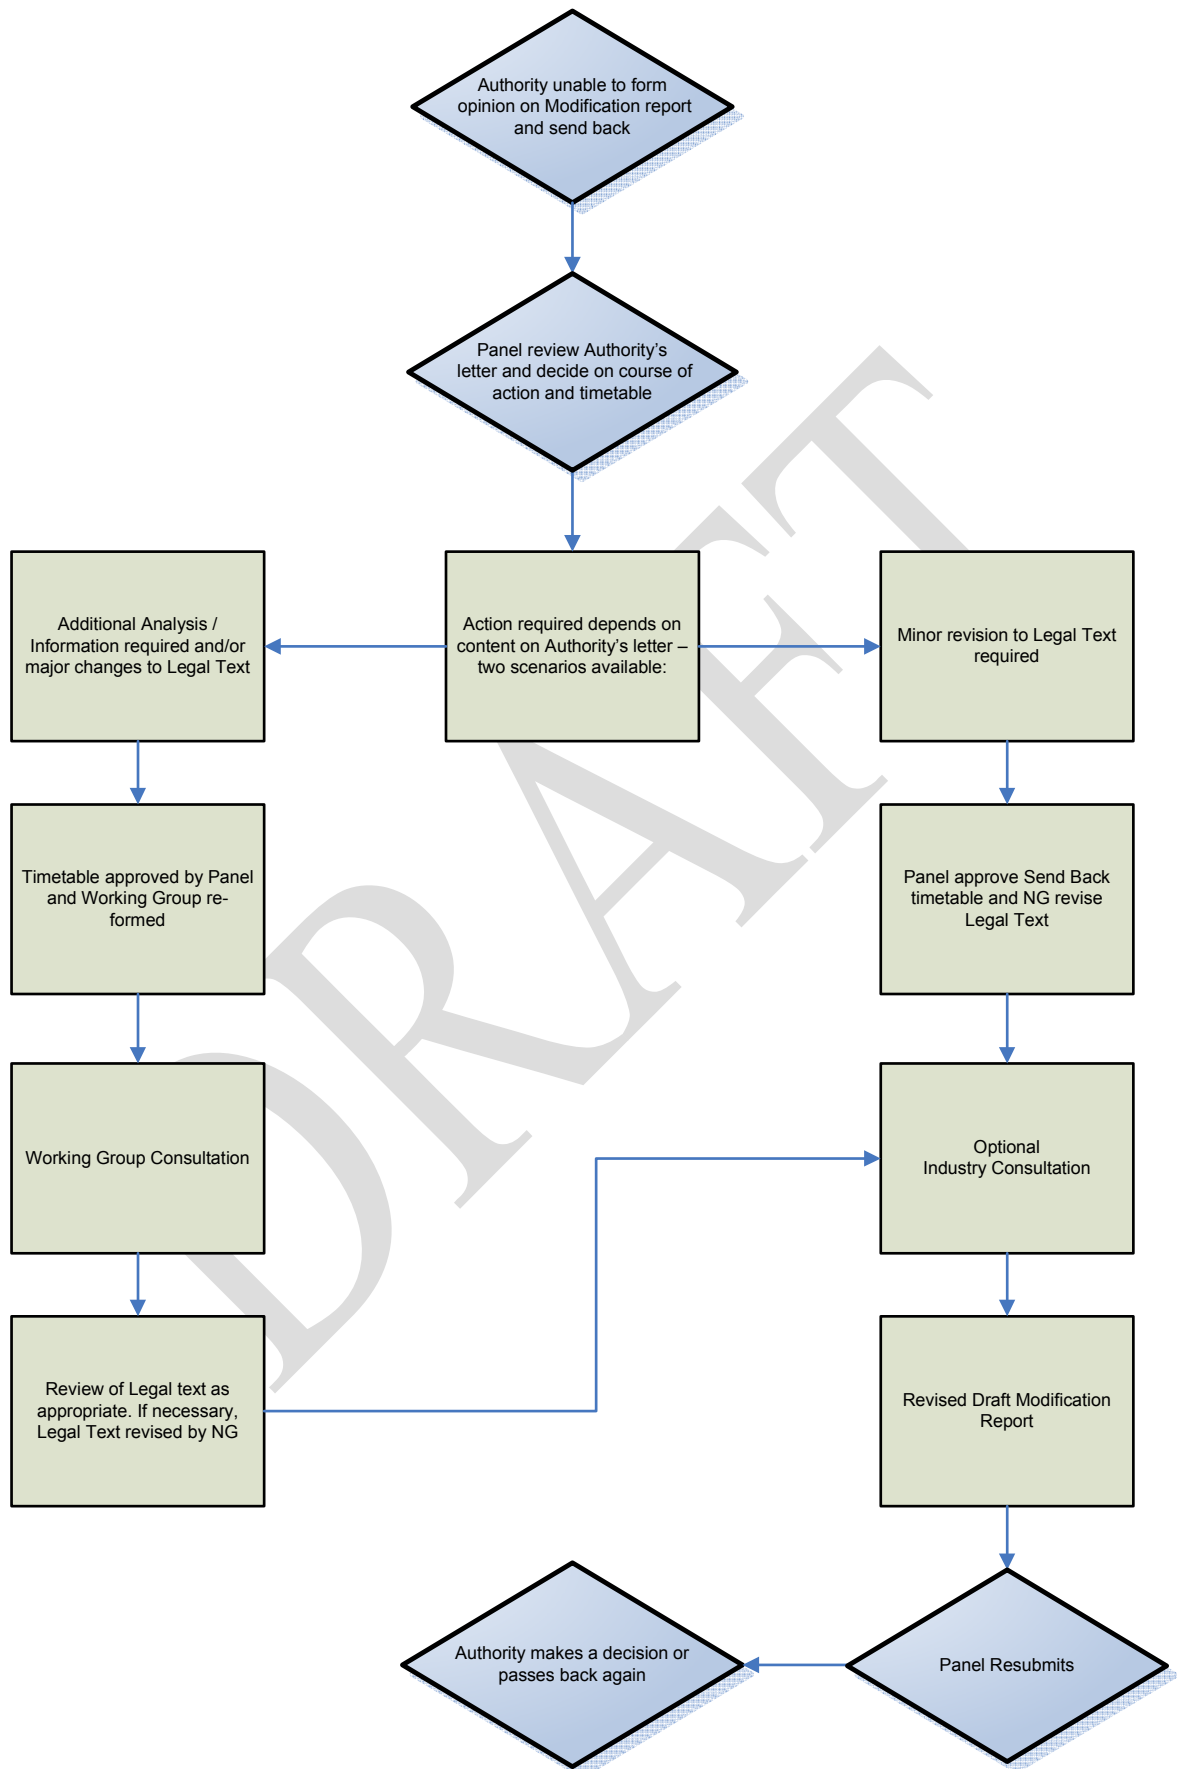 Authority unable to form
opinion on Modification report
and send back
Panel review Authority's
letter and decide on course of
action and timetable
Additional Analysis /
Information required and/or
major changes to Legal Text
Action required depends on
content on Authority's letter –
two scenarios available:
Minor revision to Legal Text
required
Timetable approved by Panel
and Working Group re-
formed
Panel approve Send Back
timetable and NG revise
Legal Text
Working Group Consultation
Optional
Industry Consultation
Review of Legal text as
appropriate. If necessary,
Legal Text revised by NG
Revised Draft Modification
Report
Authority makes a decision or
passes back again
Panel Resubmits
DRAFT